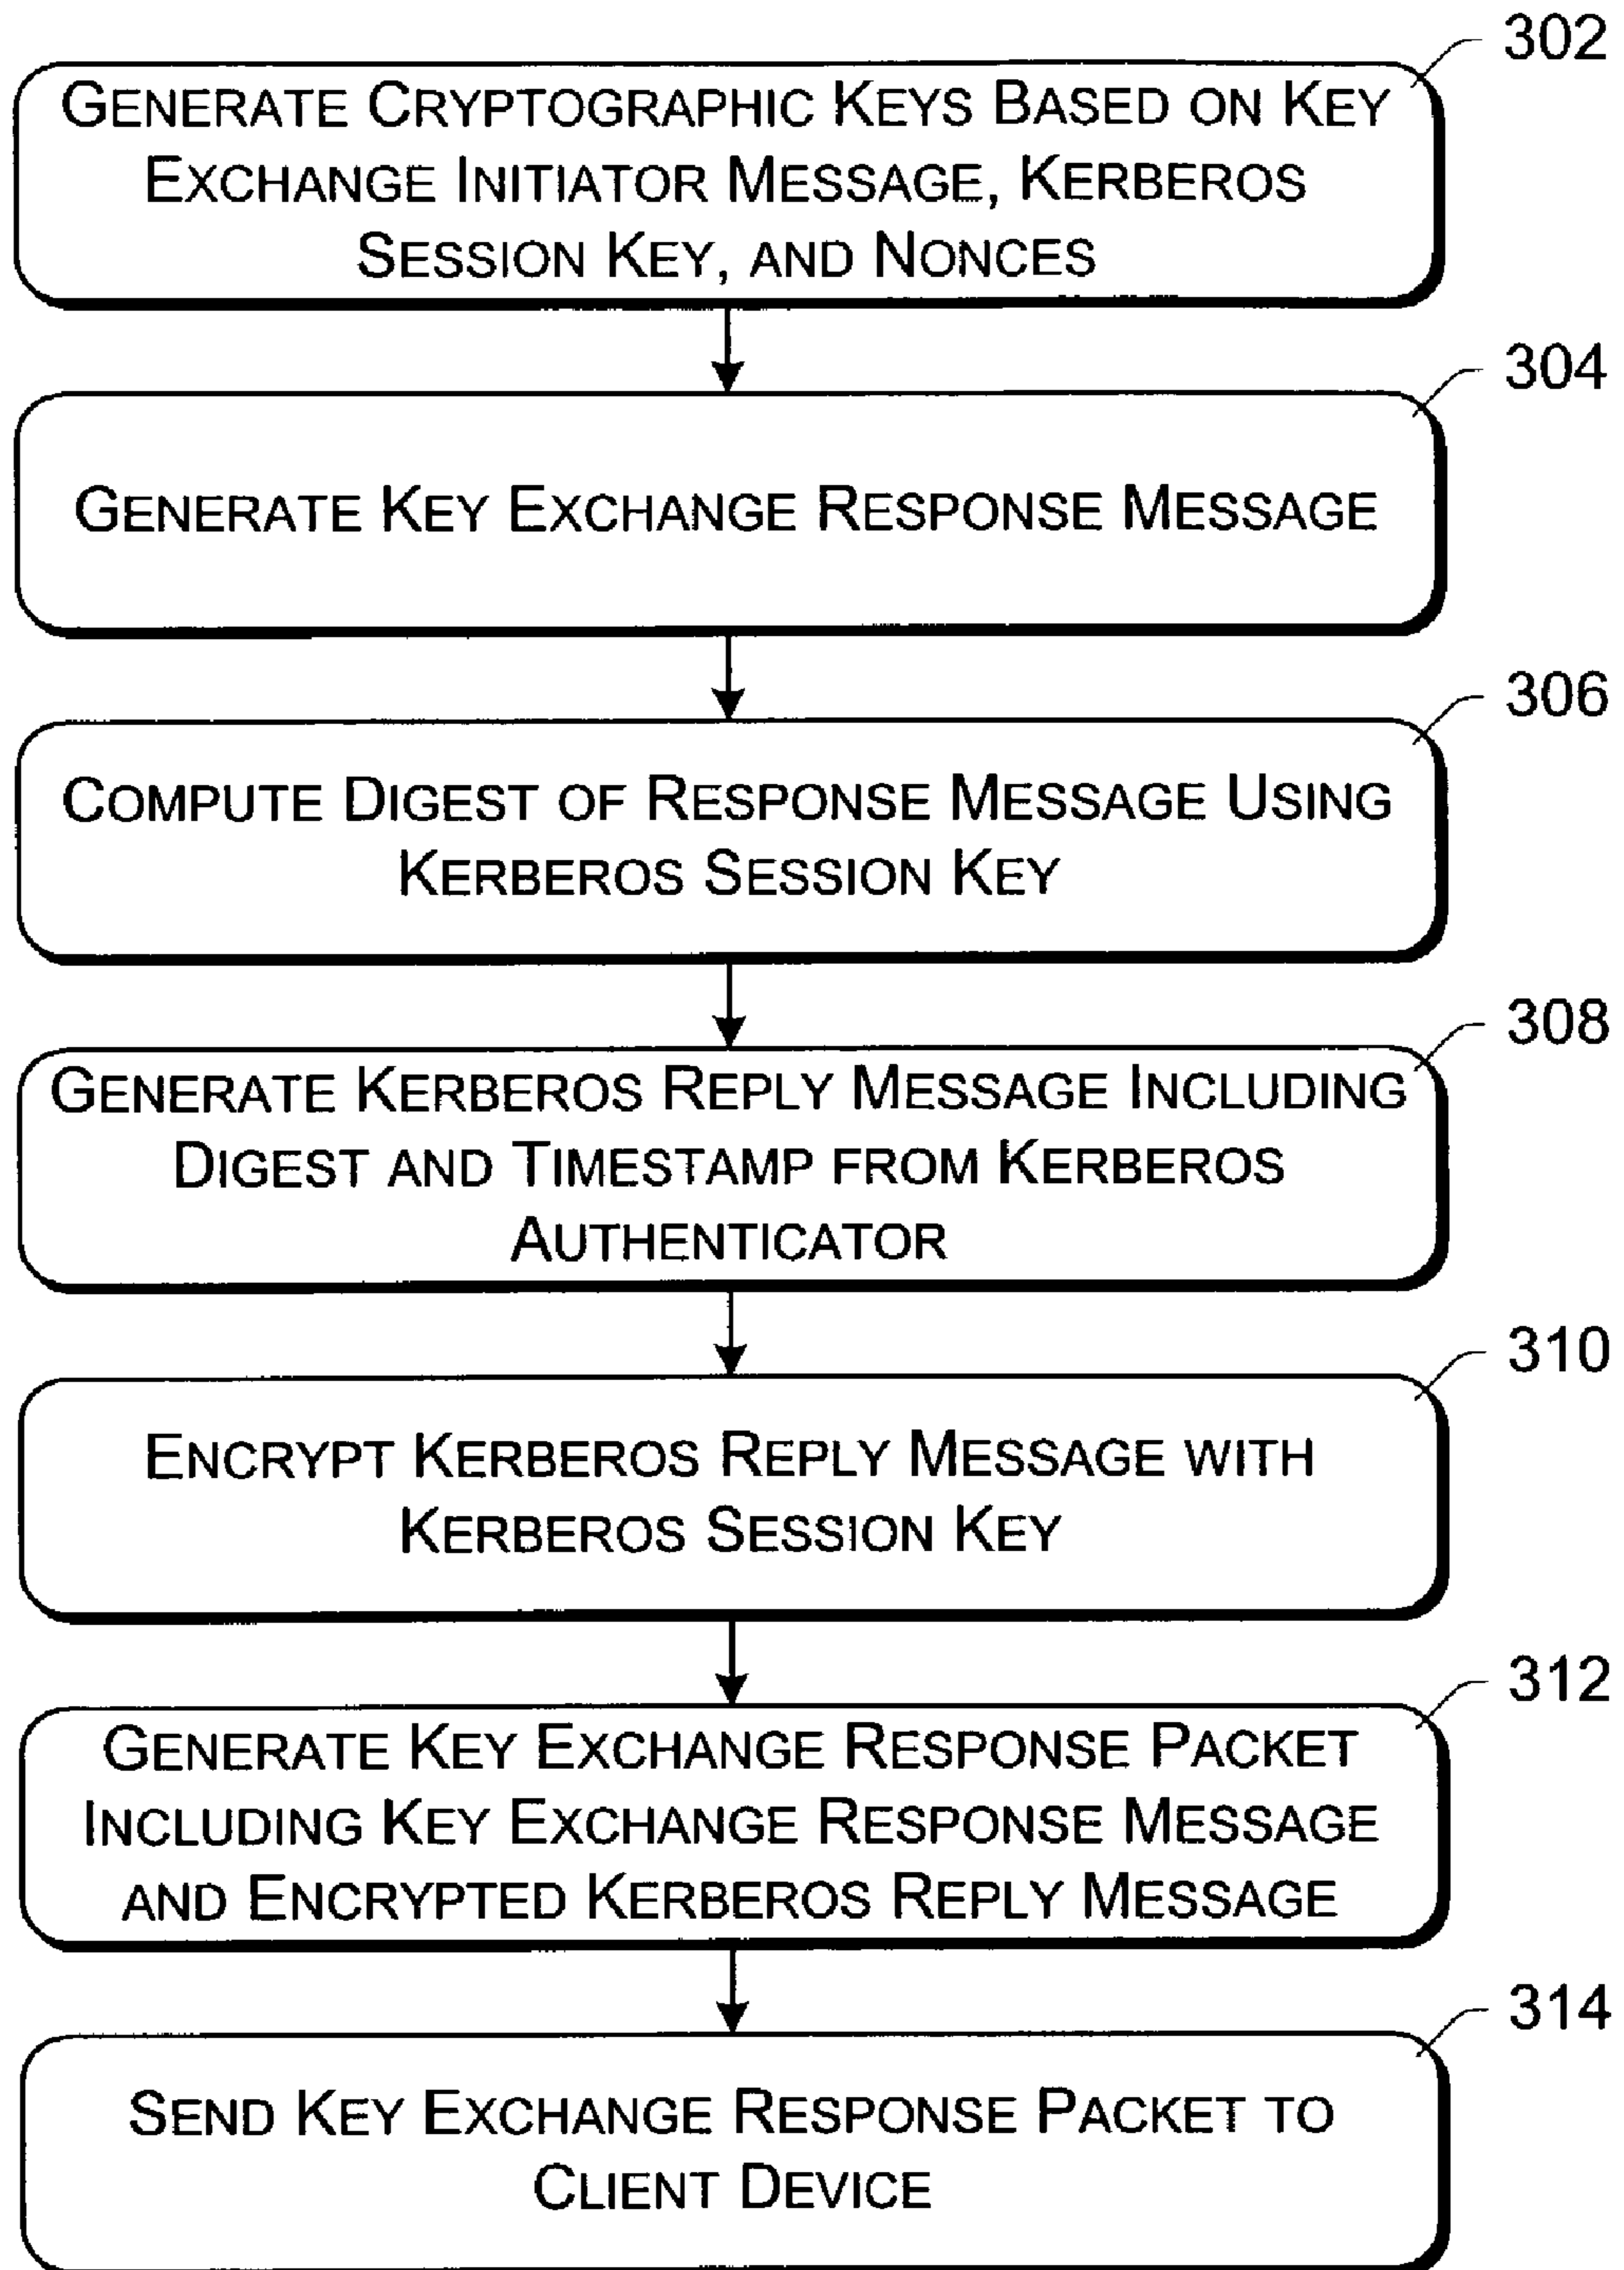 302
GENERATE CRYPTOGRAPHIC KEYS BASED ON KEY
EXCHANGE INITIATOR MESSAGE, KERBEROS
SESSION KEY, AND NONCES
304
GENERATE KEY EXCHANGE RESPONSE MESSAGE
306
COMPUTE DIGEST OF RESPONSE MESSAGE USING
KERBEROS SESSION KEY
308
GENERATE KERBEROS REPLY MESSAGE INCLUDING
DIGEST AND TIMESTAMP FROM KERBEROS
AUTHENTICATOR
310
ENCRYPT KERBEROS REPLY MESSAGE WITH
KERBEROS SESSION KEY
312
GENERATE KEY EXCHANGE RESPONSE PACKET
INCLUDING KEY EXCHANGE RESPONSE MESSAGE
AND ENCRYPTED KERBEROS REPLY MESSAGE
314
SEND KEY EXCHANGE RESPONSE PACKET TO
CLIENT DEVICE